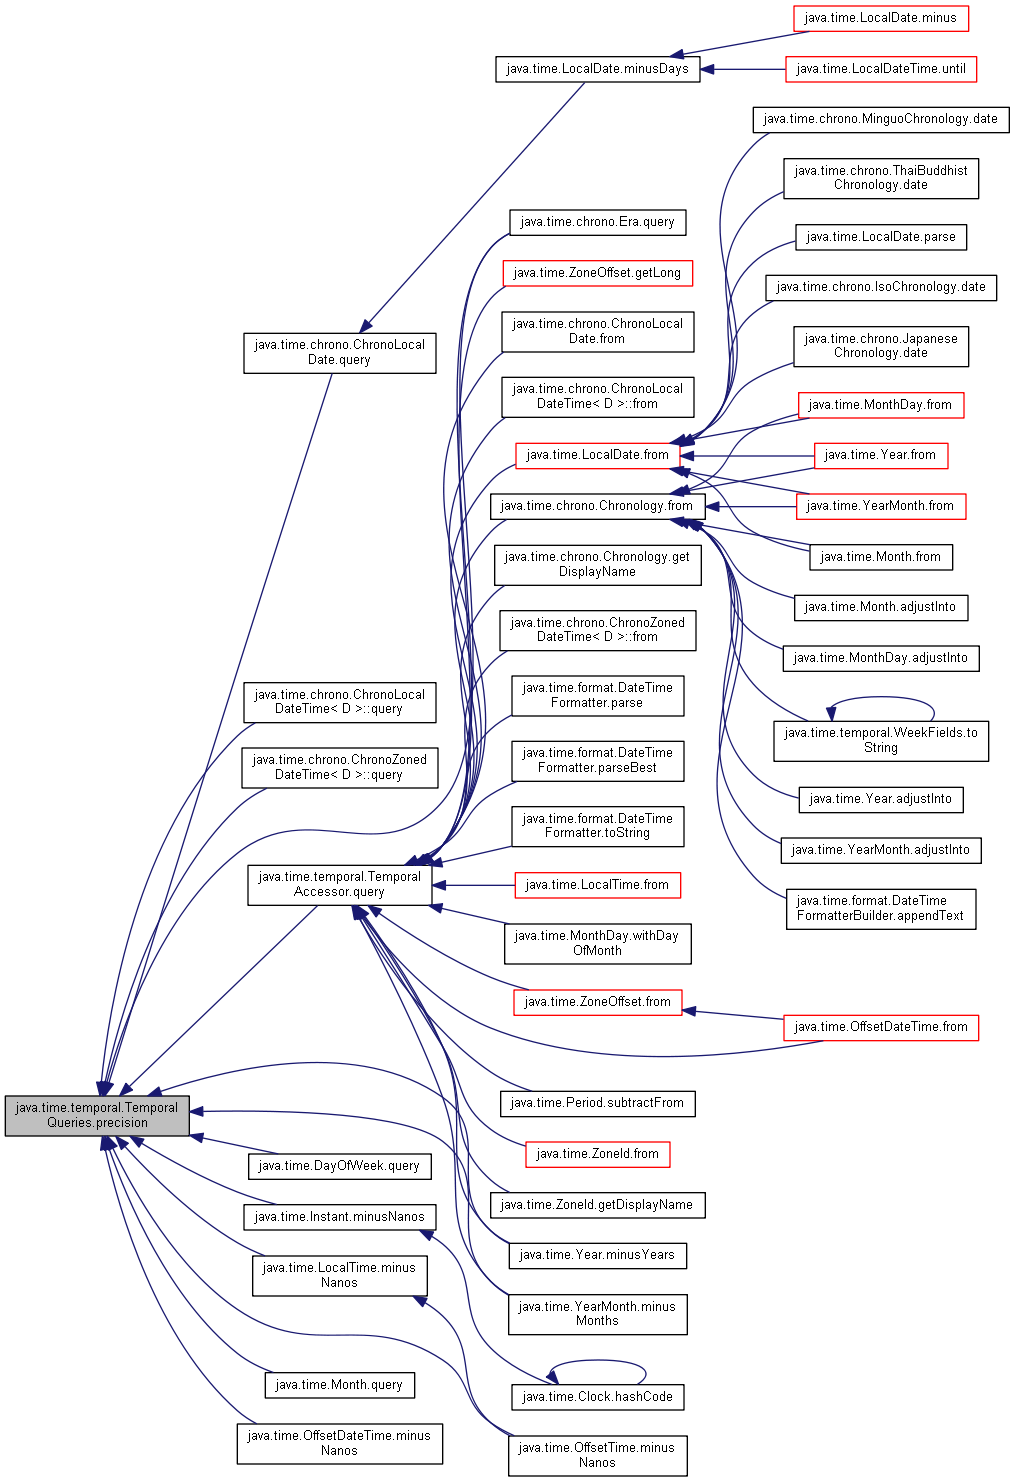 java.time.LocalDate.minus
java.time.LocalDate.minusDays
java.time.LocalDateTime.until
java.time.chrono.MinguoChronology.date
java.time.chrono.ThaiBuddhist
Chronology.date
java.time.chrono.Era.query
java.time.LocalDate.parse
java.time.ZoneOffset.getLong
java.time.chrono.IsoChronology.date
java.time.chrono.ChronoLocal
Date.from
java.time.chrono.Japanese
Chronology.date
java.time.chrono.ChronoLocal
Date.query
java.time.chrono.ChronoLocal
DateTime< D >::from
java.time.MonthDay.from
java.time.LocalDate.from
java.time.Year.from
java.time.chrono.Chronology.from
java.time.YearMonth.from
java.time.chrono.Chronology.get
DisplayName
java.time.Month.from
java.time.Month.adjustInto
java.time.chrono.ChronoZoned
DateTime< D >::from
java.time.MonthDay.adjustInto
java.time.chrono.ChronoLocal
DateTime< D >::query
java.time.format.DateTime
Formatter.parse
java.time.temporal.WeekFields.to
String
java.time.chrono.ChronoZoned
DateTime< D >::query
java.time.format.DateTime
Formatter.parseBest
java.time.Year.adjustInto
java.time.format.DateTime
Formatter.toString
java.time.YearMonth.adjustInto
java.time.temporal.Temporal
Accessor.query
java.time.LocalTime.from
java.time.format.DateTime
FormatterBuilder.appendText
java.time.MonthDay.withDay
OfMonth
java.time.ZoneOffset.from
java.time.OffsetDateTime.from
java.time.Period.subtractFrom
java.time.temporal.Temporal
Queries.precision
java.time.ZoneId.from
java.time.DayOfWeek.query
java.time.ZoneId.getDisplayName
java.time.Instant.minusNanos
java.time.Year.minusYears
java.time.LocalTime.minus
Nanos
java.time.YearMonth.minus
Months
java.time.Month.query
java.time.Clock.hashCode
java.time.OffsetDateTime.minus
Nanos
java.time.OffsetTime.minus
Nanos